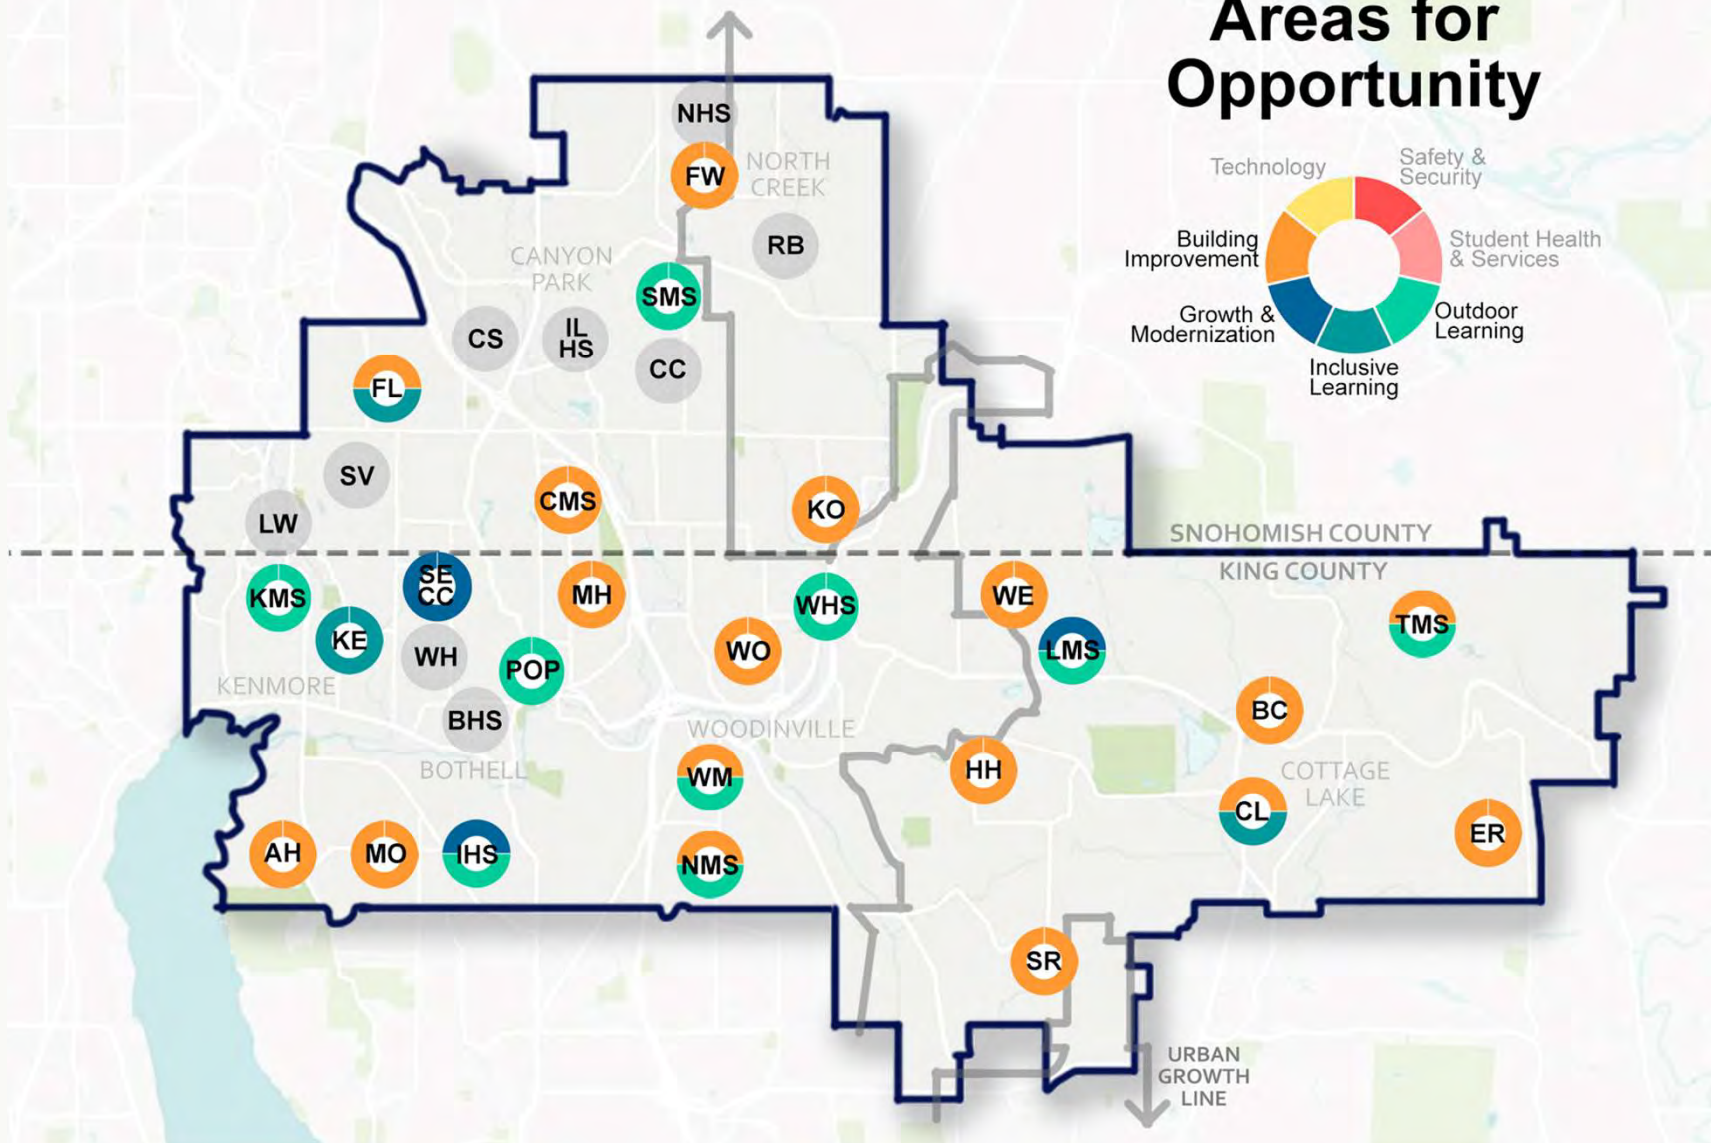 Areas for
Opportunity
Technology
Safety &
Security
Building
Improvement
Student Health
& Services
Growth &
Modernization
Outdoor
Learning
Inclusive
Learning
NHS
FW
NORTH
CREEK
RB
CANYON
PARK
SMS
CS
IL
HS
CC
FL
SV
LW
CMS
KO
SNOHOMISH COUNTY
KING COUNTY
KMS
SE
CC
MH
WHS
WE
TMS
KE
WH
POP
WO
LMS
KENMORE
BHS
WOODINVILLE
BC
BOTHELL
WM
HH
COTTAGE
LAKE
CL
ER
AH
MO
IHS
NMS
SR
URBAN
GROWTH
LINE